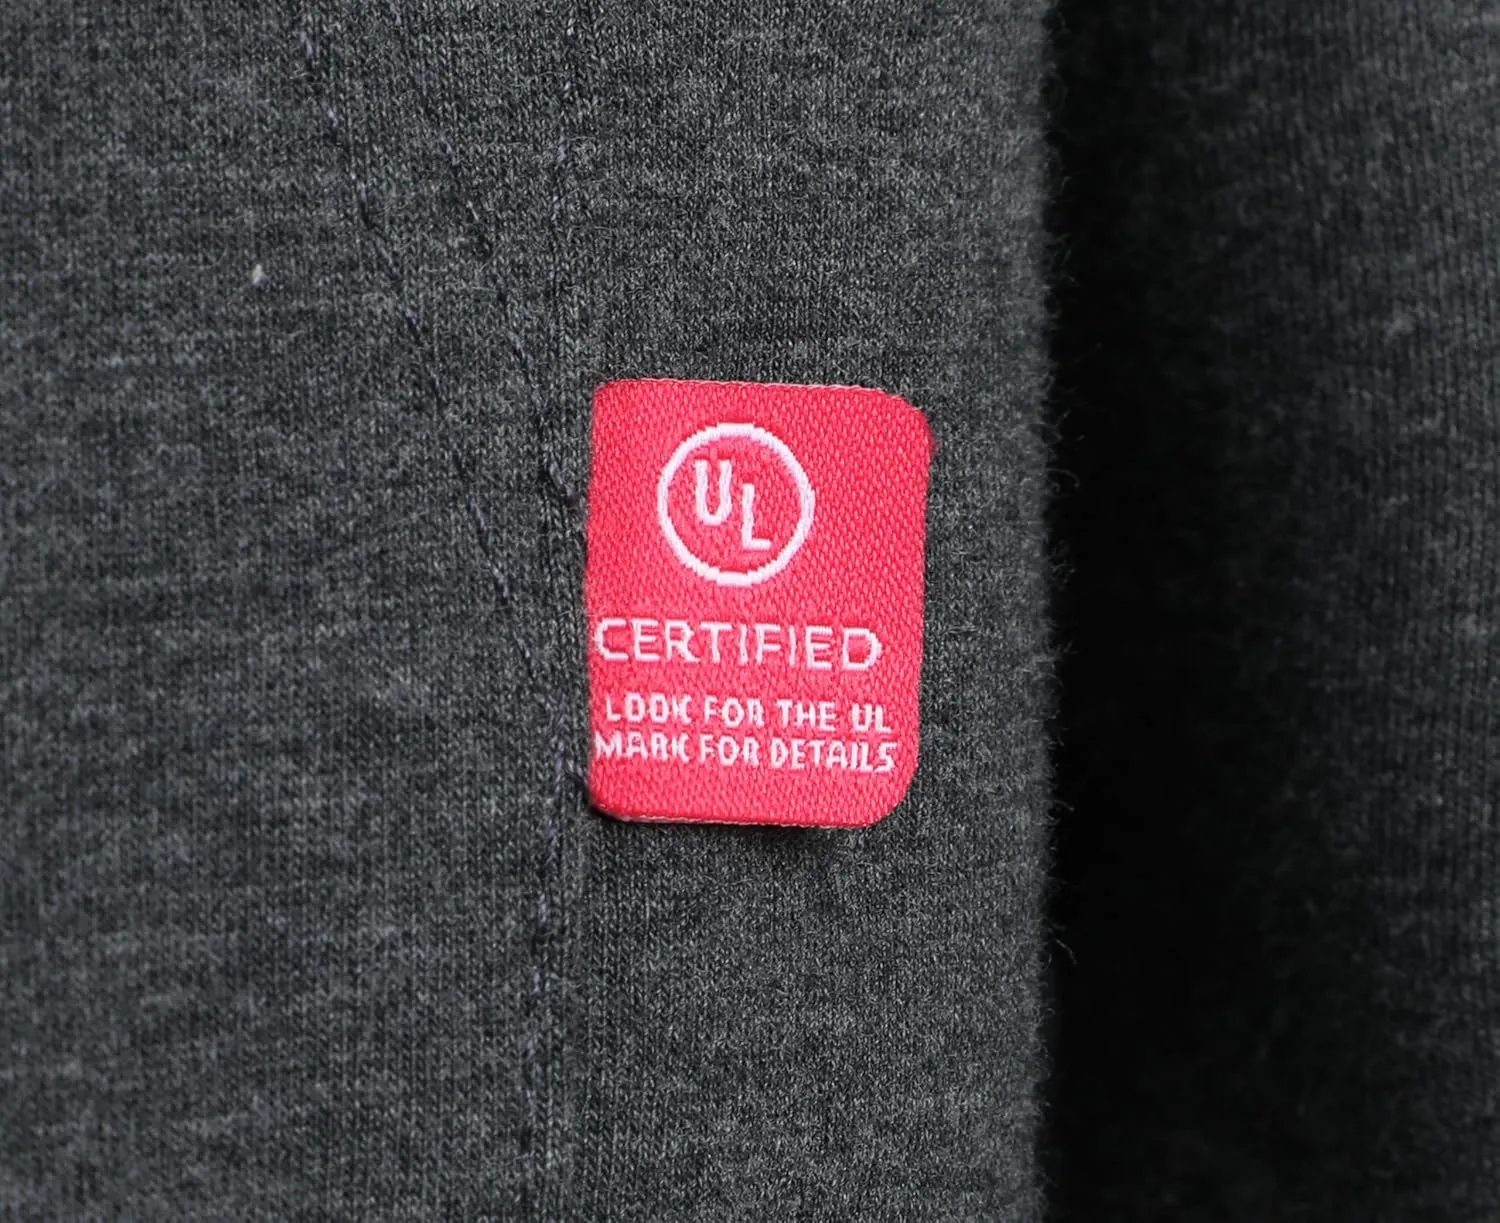 UL
CERTIFIED
LOOK FOR THE UL
MARK FOR DETAILS